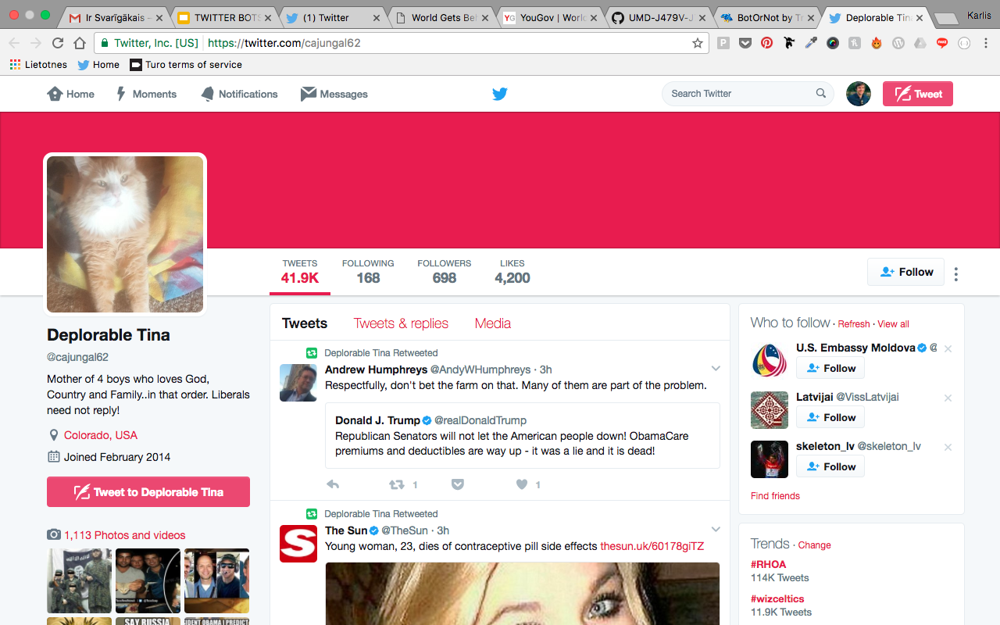 Ir Svarīgākais –
TWITTER BOTS
(1) Twitter
World Gets Be
YG YouGov | Worl
UMD-J479V-J
BotOrNot by Tr
Deplorable Tin
Karlis
Twitter, Inc. [US]
https://twitter.com/cajungal62
Lietotnes
Home
Turo terms of service
Home
Moments
Notifications
Messages
Search Twitter
Tweet
TWEETS
41.9K
FOLLOWING
168
FOLLOWERS
698
LIKES
4,200
Follow
Deplorable Tina
@cajungal62
Mother of 4 boys who loves God,
Country and Family..in that order. Liberals
need not reply!
Colorado, USA
Joined February 2014
Tweet to Deplorable Tina
1,113 Photos and videos
SAY RUSSIA
Tweets
Tweets & replies
Media
Deplorable Tina Retweeted
Andrew Humphreys @AndyWHumphreys · 3h
Respectfully, don't bet the farm on that. Many of them are part of the problem.
Donald J. Trump @realDonaldTrump
Republican Senators will not let the American people down! ObamaCare
premiums and deductibles are way up - it was a lie and it is dead!
1
1
Deplorable Tina Retweeted
The Sun @TheSun · 3h
Young woman, 23, dies of contraceptive pill side effects thesun.uk/60178giTZ
Who to follow · Refresh · View all
U.S. Embassy Moldova @
Follow
Latvijai @VissLatvijai
Follow
skeleton_lv @skeleton_lv
Follow
Find friends
Trends · Change
#RHOA
114K Tweets
#wizceltics
11.9K Tweets